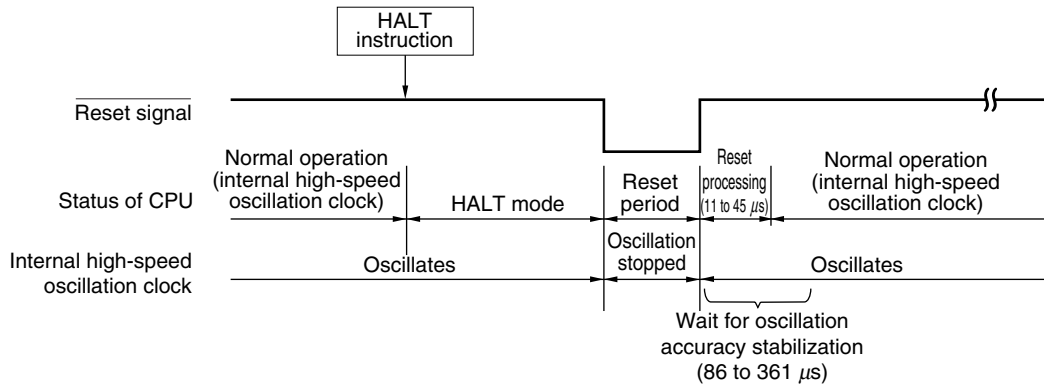 HALT
instruction
Reset signal
Normal operation
(internal high-speed
oscillation clock)
Status of CPU
HALT mode
Reset
period
Reset
processing
(11 to 45 μs)
Normal operation
(internal high-speed
oscillation clock)
Internal high-speed
oscillation clock
Oscillates
Oscillation
stopped
Oscillates
Wait for oscillation
accuracy stabilization
(86 to 361 μs)